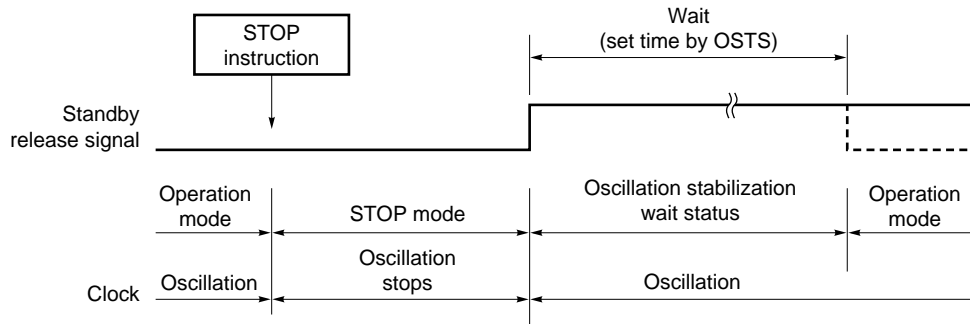 STOP
instruction
Wait
(set time by OSTS)
Standby
release signal
Operation
mode
STOP mode
Oscillation stabilization
wait status
Operation
mode
Clock
Oscillation
Oscillation
stops
Oscillation